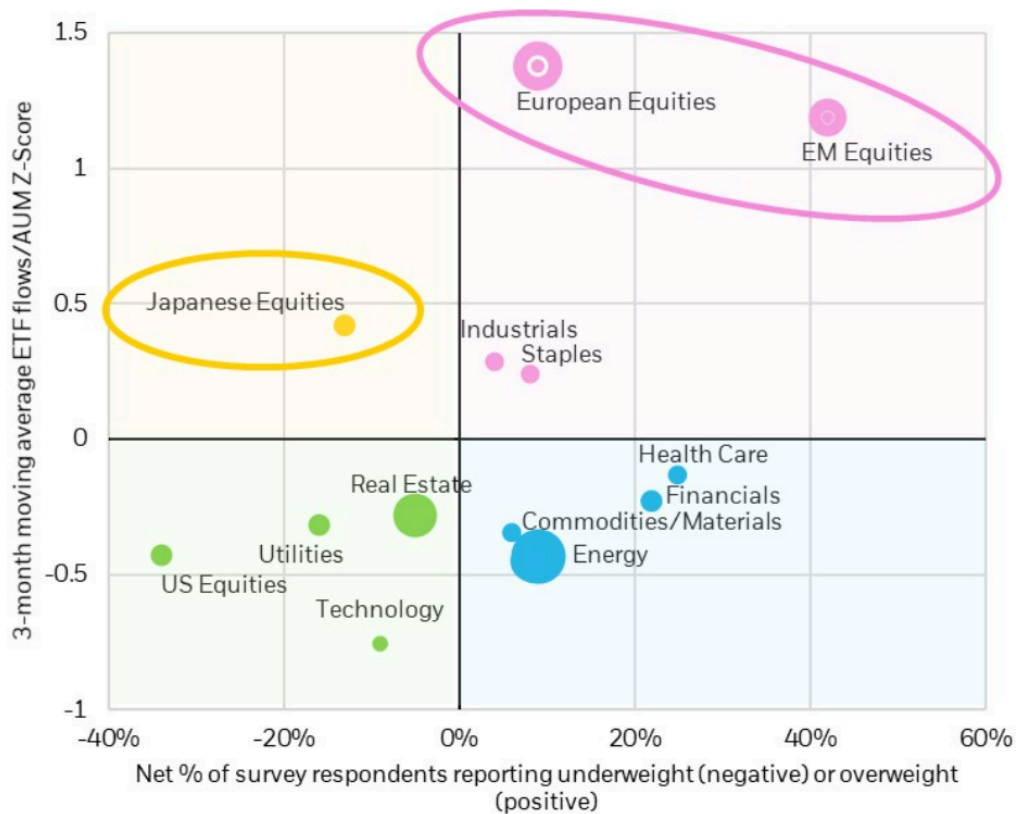 1.5
1
0.5
0
-0.5
-1
3-month moving average ETF flows/AUM Z-Score
European Equities
EM Equities
Japanese Equities
Industrials
Staples
Health Care
Financials
Real Estate
Commodities/Materials
Utilities
Energy
US Equities
Technology
-40%
-20%
0%
20%
40%
60%
Net % of survey respondents reporting underweight (negative) or overweight
(positive)